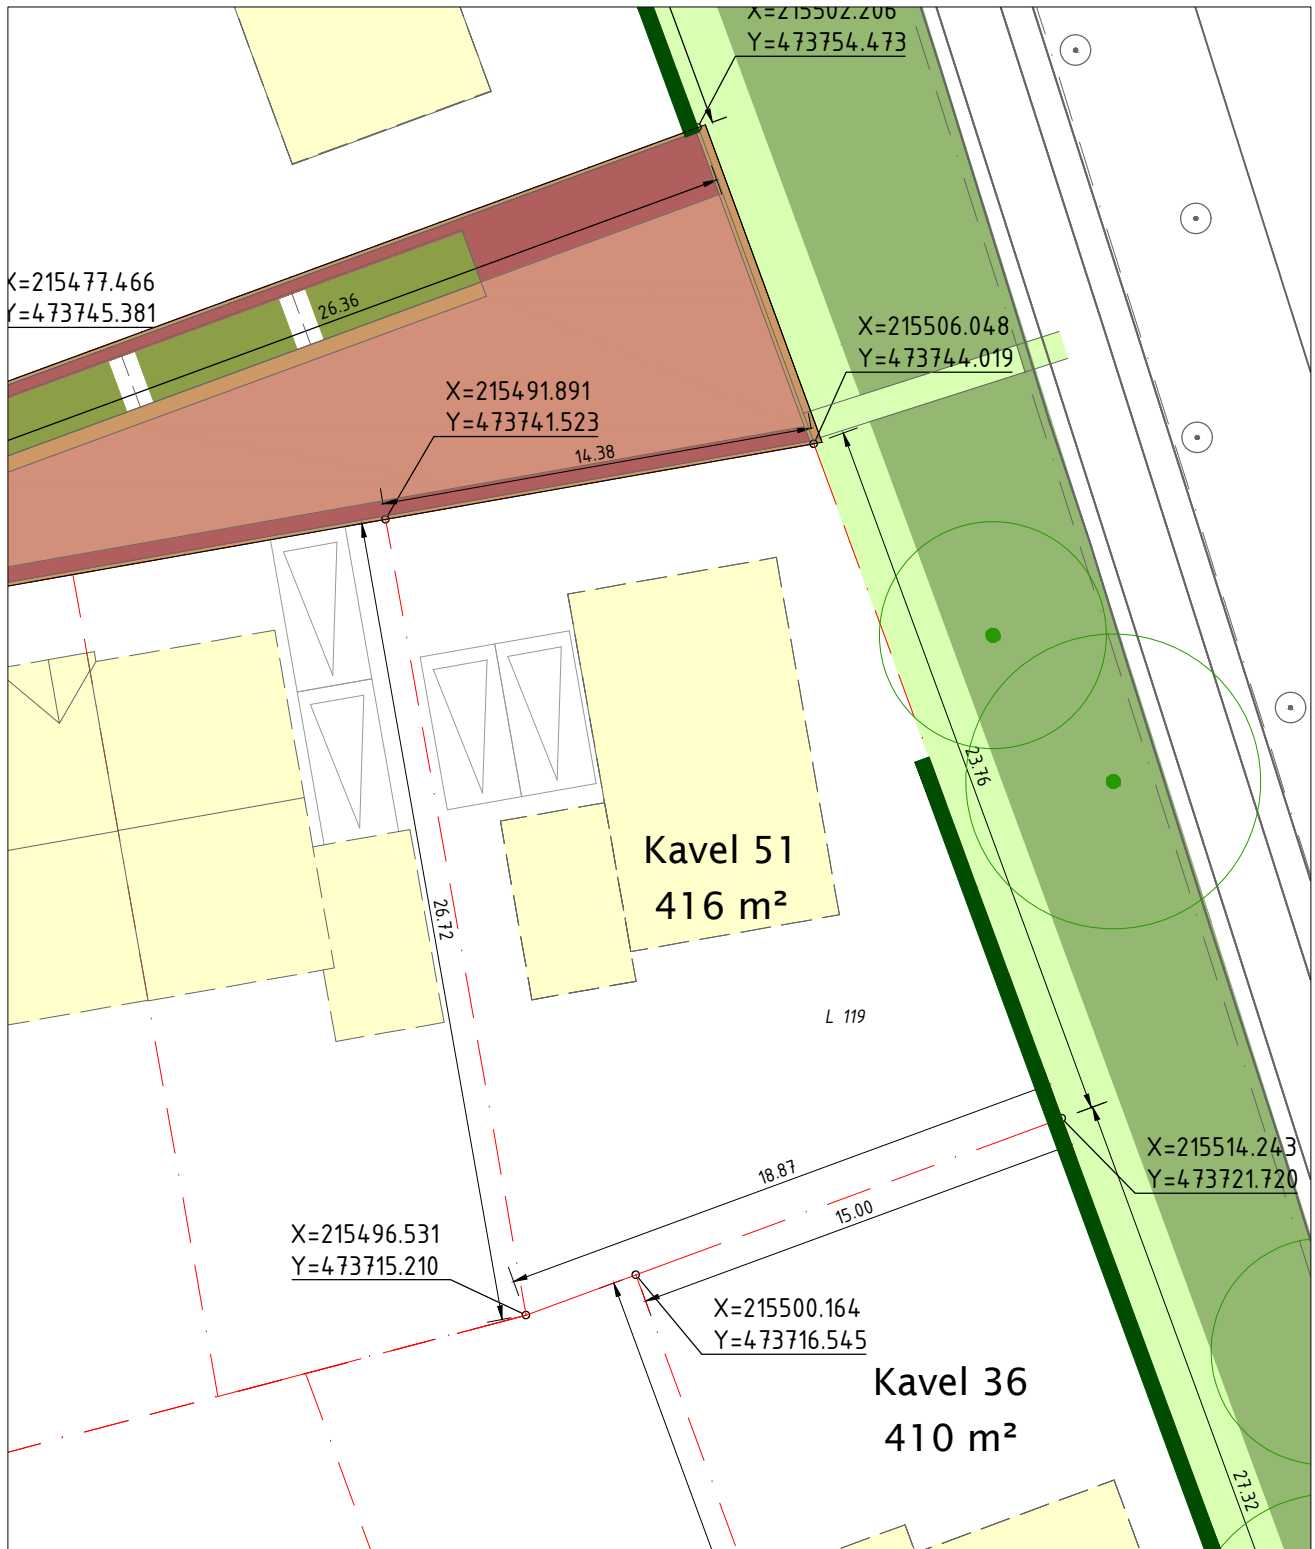 X=215502.206
Y=473754.473
X=215477.466
Y=473745.381
26.36
X=215506.048
Y=473744.019
X=215491.891
Y=473741.523
14.38
23.76
Kavel 51
416 m²
26.72
L 119
18.87
15.00
X=215514.243
Y=473721.720
X=215496.531
Y=473715.210
X=215500.164
Y=473716.545
Kavel 36
410 m²
27.32